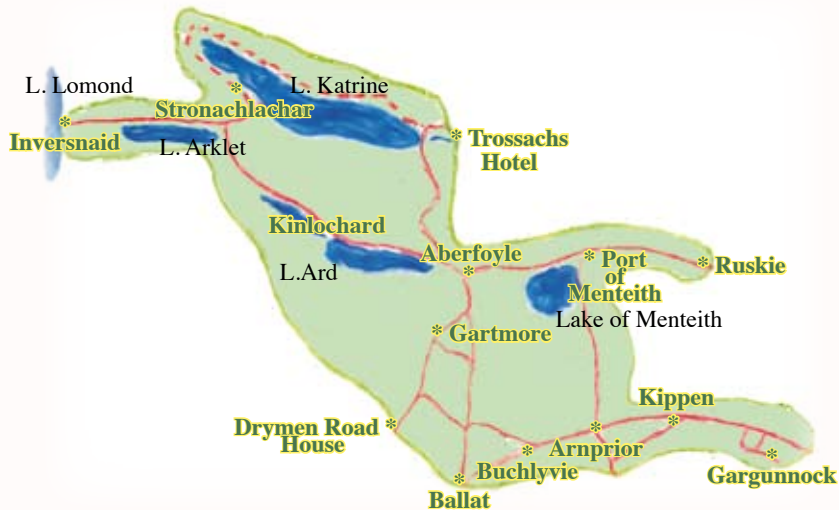 L. Lomond
L. Katrine
Stronachlachar
Inversnaid
L. Arklet
Trossachs
Hotel
Kinlochard
Aberfoyle
L.Ard
Port
of
Menteith
Ruskie
Lake of Menteith
Gartmore
Kippen
Drymen Road
House
Arnprior
Buchlyvie
Gargunnock
Ballat